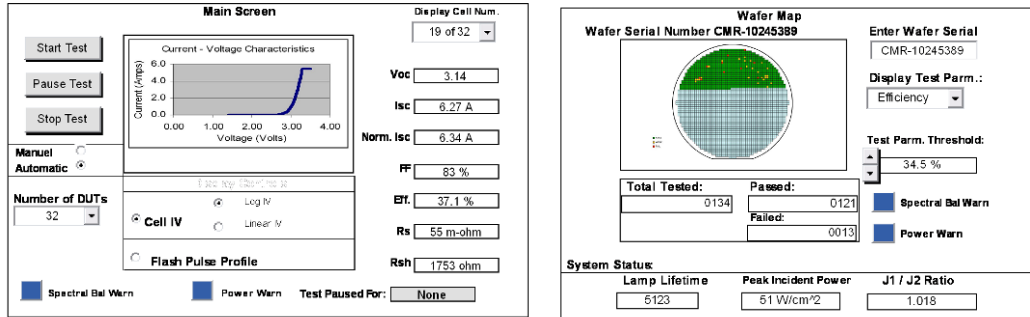 Main Screen
Display Cell Num.
19 of 32
Start Test
Pause Test
Stop Test
Current - Voltage Characteristics
Current (Amps)
6.0
4.0
2.0
0.0
0.00 1.00 2.00 3.00 4.00
Voltage (Volts)
Voc 3.14
Isc 6.27 A
Norm. Isc 6.34 A
FF 83 %
Eff. 37.1 %
Rs 55 m-ohm
Rsh 1753 ohm
Manuel
Automatic
Number of DUTs
32
Log IV
Cell IV
Linear IV
Flash Pulse Profile
Spectral Bal Warn
Power Warn
Test Paused For: None
Wafer Map
Wafer Serial Number CMR-10245389
Enter Wafer Serial
CMR-10245389
Display Test Parm.:
Efficiency
Test Parm. Threshold:
34.5 %
Total Tested: Passed:
0134 0121
Failed:
0013
Spectral Bal Warn
Power Warn
System Status:
Lamp Lifetime Peak Incident Power J1 / J2 Ratio
5123 51 W/cm^2 1.018